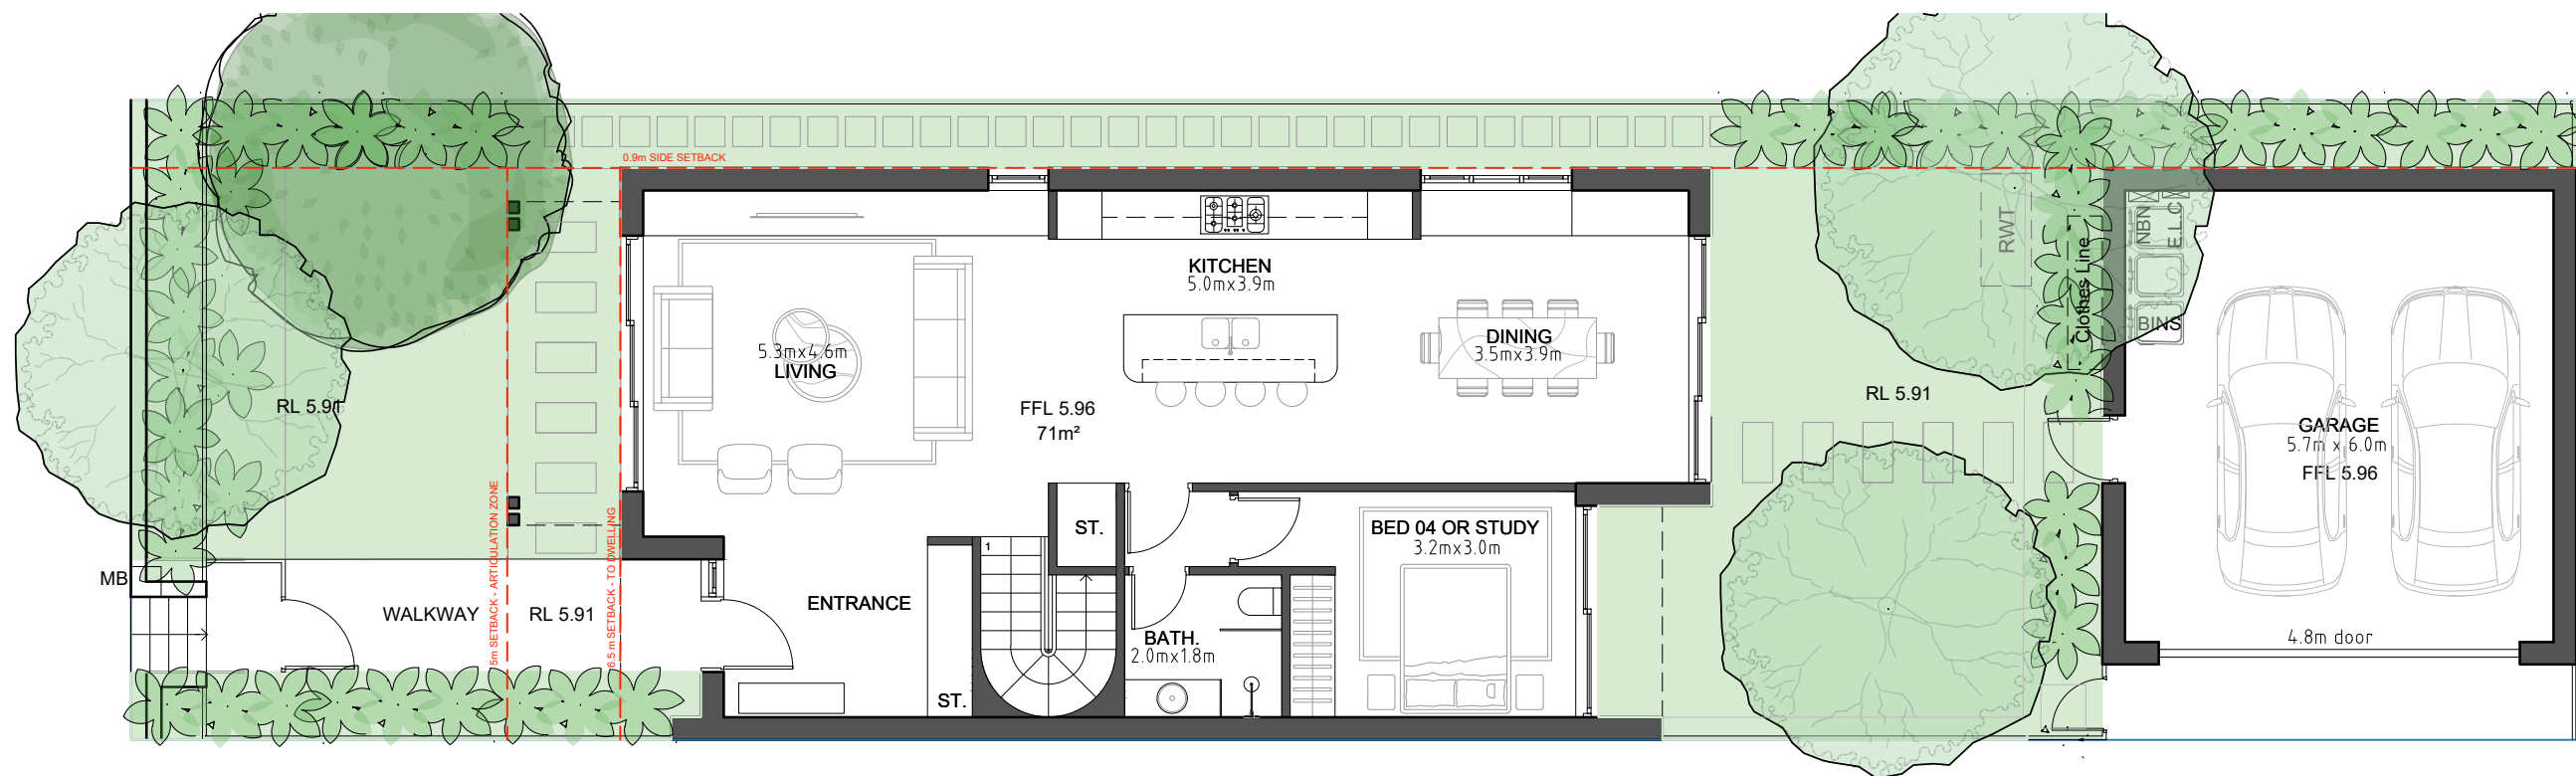 0.9m SIDE SETBACK
5m SETBACK - ARTICULATION ZONE
6.5 m SETBACK - TO DWELLING
MB
RL 5.91
WALKWAY
RL 5.91
5.3mx4.6m
LIVING
FFL 5.96
71m²
ENTRANCE
ST.
1
ST.
KITCHEN
5.0mx3.9m
DINING
3.5mx3.9m
BATH.
2.0mx1.8m
BED 04 OR STUDY
3.2mx3.0m
RL 5.91
RWT
Clothes Line
NBN
E.L.C
BINS
GARAGE
5.7m x 6.0m
FFL 5.96
4.8m door